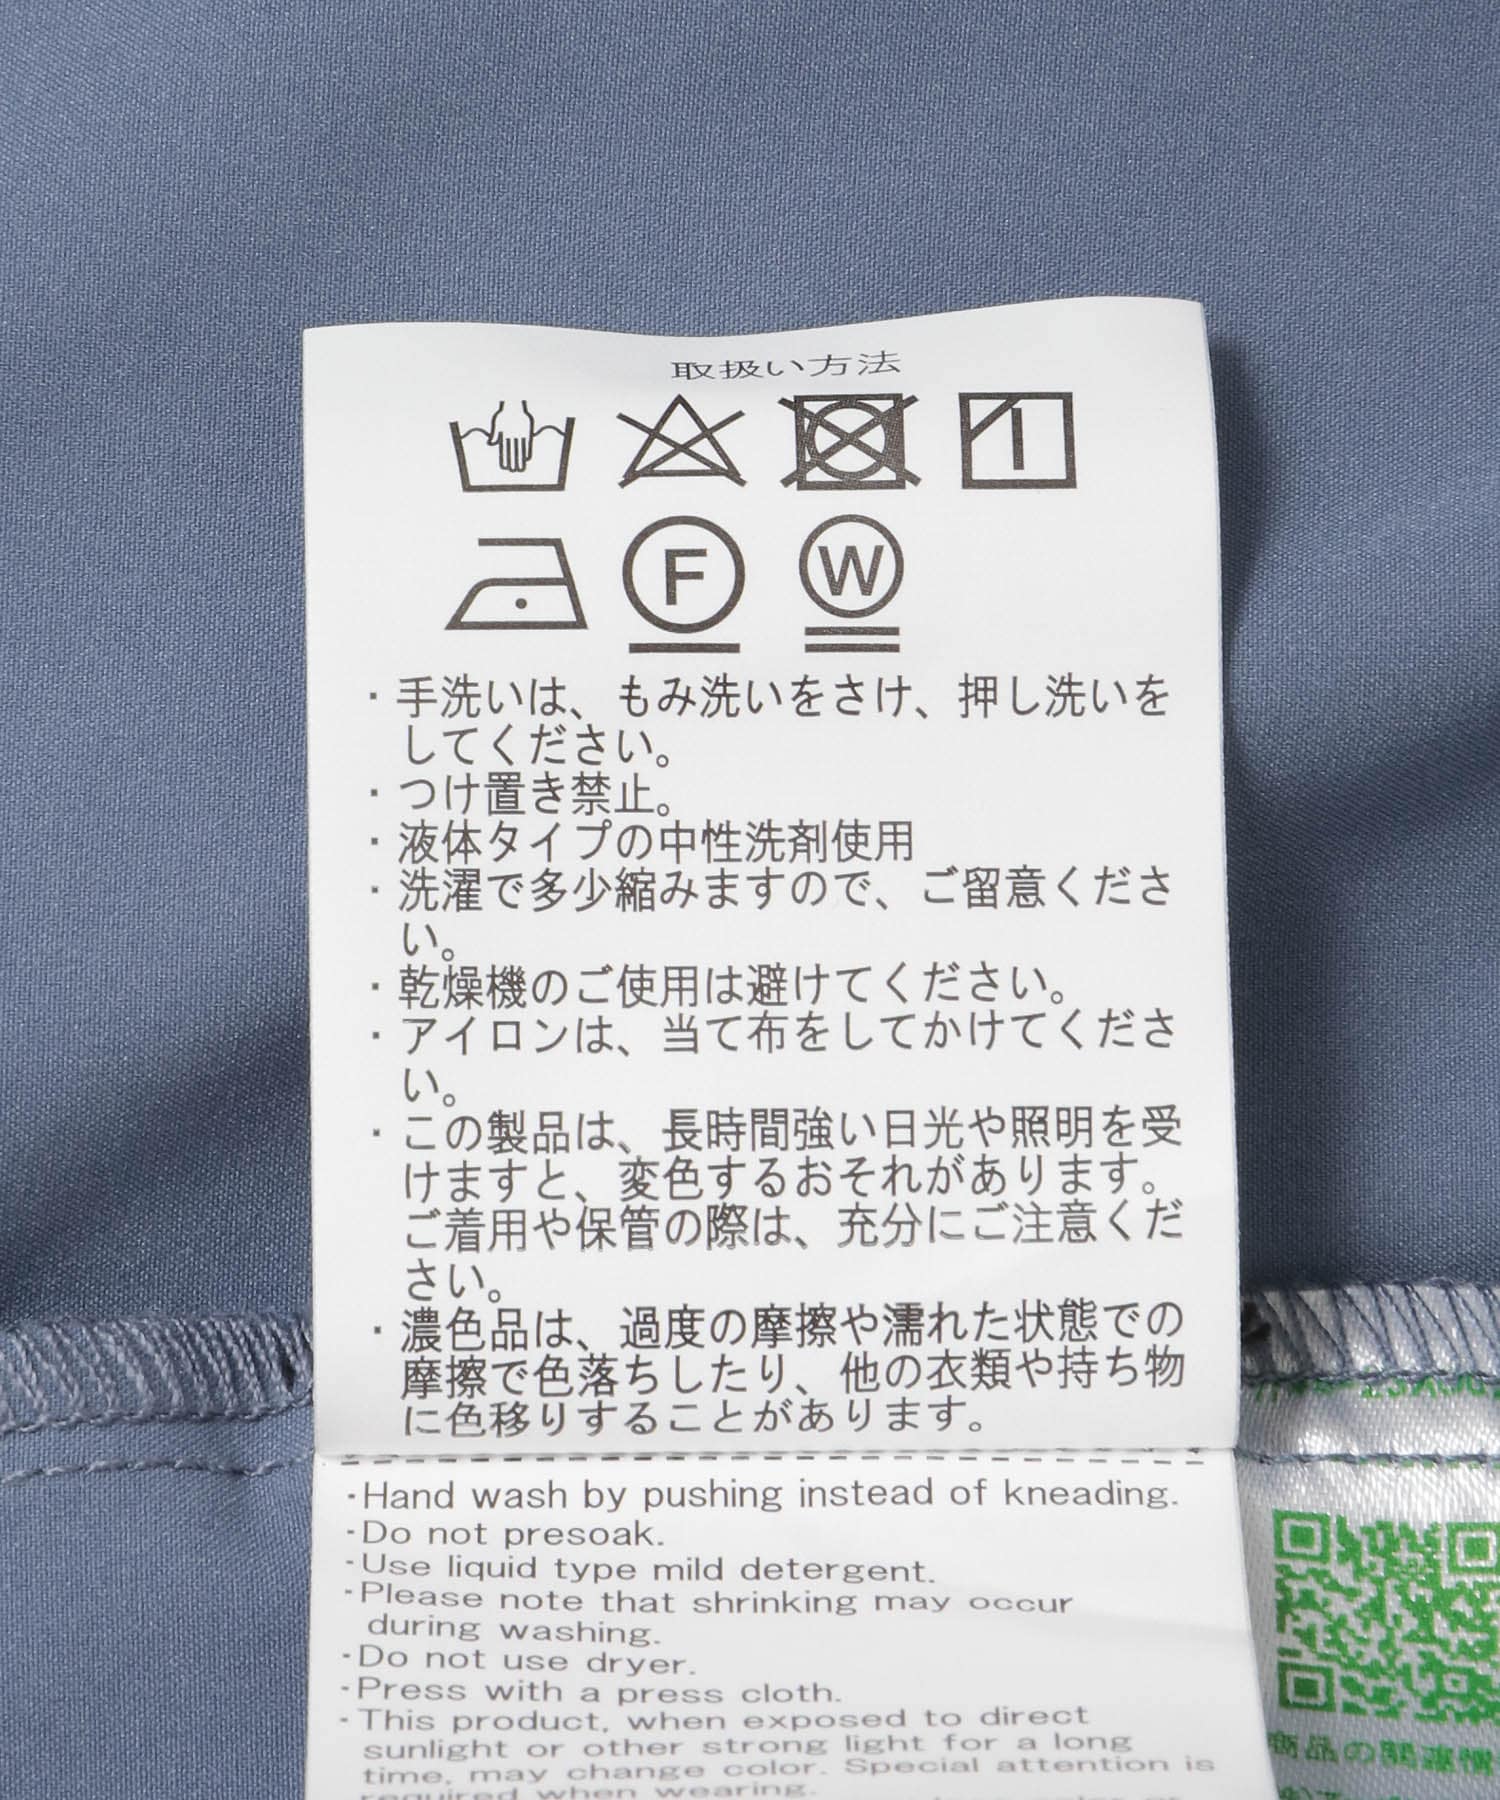 取扱い方法
F
W
・手洗いは、もみ洗いをさけ、押し洗いを
してください。
・つけ置き禁止。
・液体タイプの中性洗剤使用
・洗濯で多少縮みますので、ご留意くださ
い。
・乾燥機のご使用は避けてください。
・アイロンは、当て布をしてかけてくださ
い。
・この製品は、長時間強い日光や照明を受
けますと、変色するおそれがあります。
ご着用や保管の際は、充分にご注意くだ
さい。
・濃色品は、過度の摩擦や濡れた状態での
摩擦で色落ちしたり、他の衣類や持ち物
に色移りすることがあります。
・Hand wash by pushing instead of kneading.
・Do not presoak.
・Use liquid type mild detergent.
・Please note that shrinking may occur
during washing.
・Do not use dryer.
・Press with a press cloth.
・This product, when exposed to direct
sunlight or other strong light for a long
time, may change color. Special attention is
required when wearing.
商品の関連情